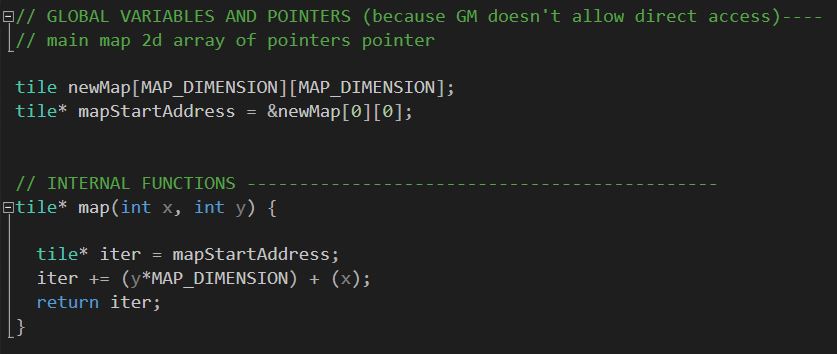 // GLOBAL VARIABLES AND POINTERS (because GM doesn't allow direct access)----
// main map 2d array of pointers pointer
tile newMap[MAP_DIMENSION][MAP_DIMENSION];
tile* mapStartAddress = &newMap[0][0];
// INTERNAL FUNCTIONS ---------------------------------------------
tile* map(int x, int y) {
tile* iter = mapStartAddress;
iter += (y*MAP_DIMENSION) + (x);
return iter;
}